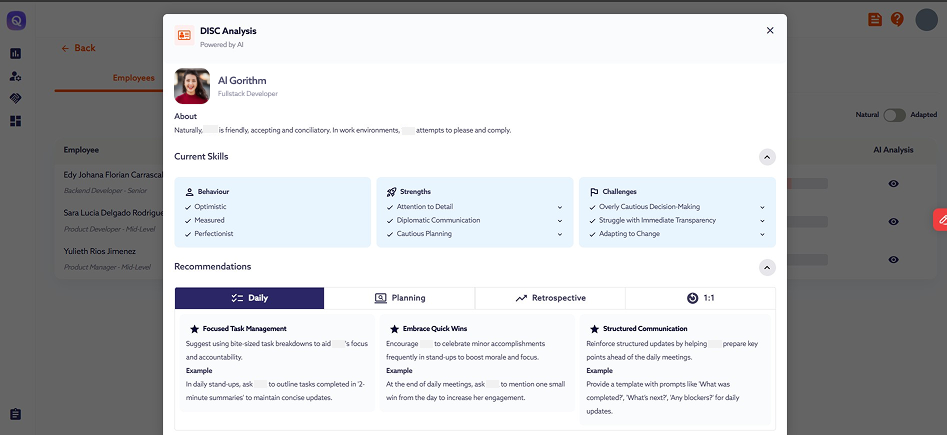 DISC Analysis
Powered by AI
Back
Employees
Al Gorithm
Fullstack Developer
About
Naturally, is friendly, accepting and conciliatory. In work environments, attempts to please and comply.
Natural
Adapted
Employee
AI Analysis
Current Skills
Edy Johana Florian Carrascal
Backend Developer - Senior
Sara Lucia Delgado Rodrigue
Product Developer - Mid-Level
Yulieth Rios Jimenez
Product Manager - Mid-Level
Behaviour
Optimistic
Measured
Perfectionist
Strengths
Attention to Detail
Diplomatic Communication
Cautious Planning
Challenges
Overly Cautious Decision-Making
Struggle with Immediate Transparency
Adapting to Change
Recommendations
Daily
Planning
Retrospective
1:1
Focused Task Management
Suggest using bite-sized task breakdowns to aid 's focus
and accountability.
Example
In daily stand-ups, ask to outline tasks completed in '2-
minute summaries' to maintain concise updates.
Embrace Quick Wins
Encourage to celebrate minor accomplishments
frequently in stand-ups to boost morale and focus.
Example
At the end of daily meetings, ask to mention one small
win from the day to increase her engagement.
Structured Communication
Reinforce structured updates by helping prepare key
points ahead of the daily meetings.
Example
Provide a template with prompts like 'What was
completed?', 'What's next?', 'Any blockers?' for daily
updates.